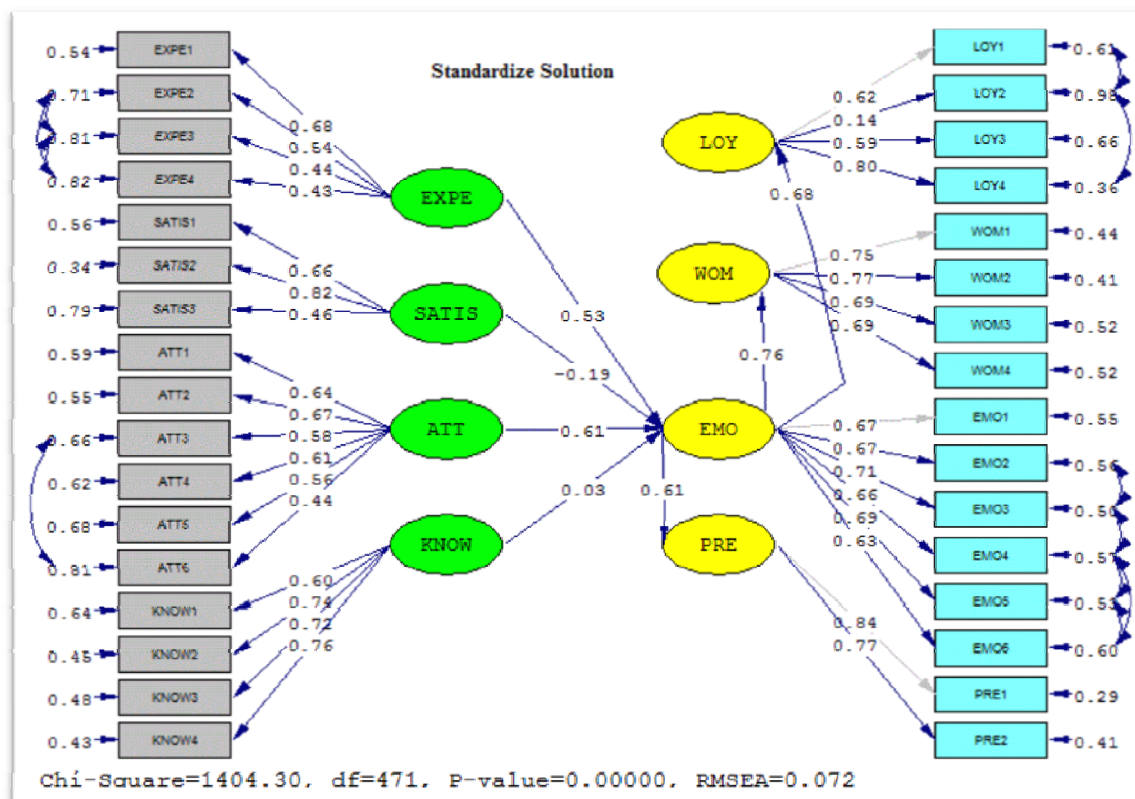 Standardize Solution
0.54 EXPE1
0.71 EXPE2
0.81 EXPE3
0.62 EXPE4
0.56 SATIS1
0.34 SATIS2
0.79 SATIS3
0.59 ATT1
0.55 ATT2
0.66 ATT3
0.62 ATT4
0.68 ATT5
0.81 ATT6
0.64 KNOW1
0.45 KNOW2
0.48 KNOW3
0.43 KNOW4
0.68
0.54
0.44
0.43
0.66
0.82
0.46
0.64
0.67
0.58
0.61
0.56
0.44
0.60
0.74
0.72
0.76
EXPE
SATIS
ATT
KNOW
0.53
-0.19
0.61
0.03
LOY
WOM
EMO
PRE
0.68
0.76
0.61
0.62
0.14
0.59
0.80
0.75
0.77
0.69
0.69
0.67
0.67
0.71
0.66
0.69
0.63
0.84
0.77
LOY1 0.61
LOY2 0.98
LOY3 0.66
LOY4 0.36
WOM1 0.44
WOM2 0.41
WOM3 0.52
WOM4 0.52
EMO1 0.55
EMO2 0.56
EMO3 0.50
EMO4 0.57
EMO5 0.53
EMO6 0.60
PRE1 0.29
PRE2 0.41
Chi-Square=1404.30, df=471, P-value=0.00000, RMSEA=0.072